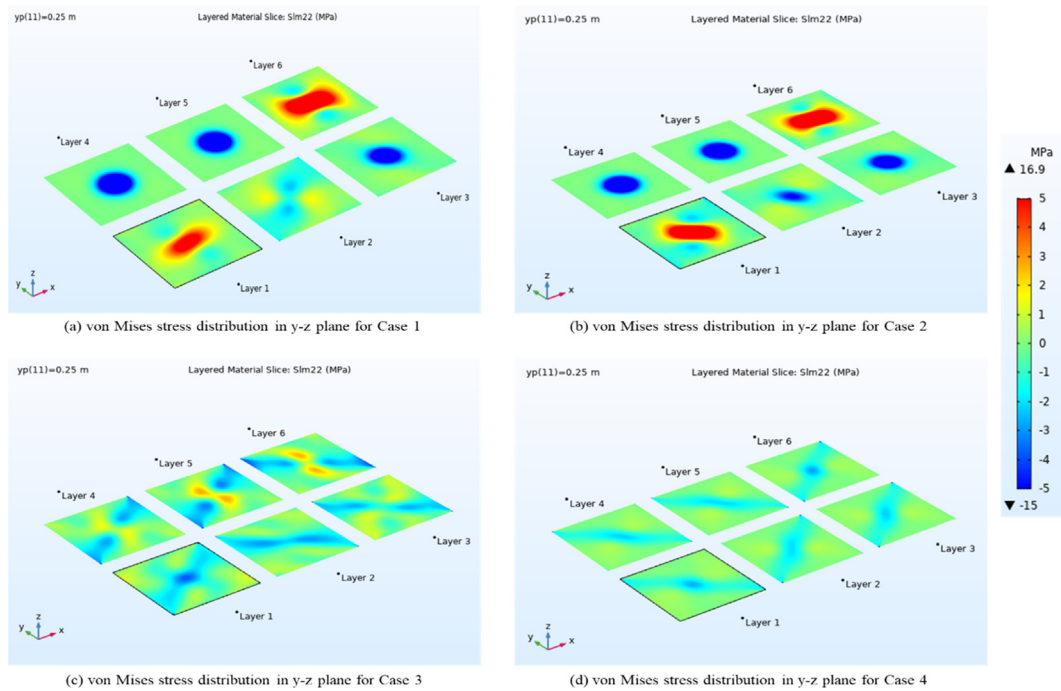 yp(11)=0.25 m
Layered Material Slice: Slm22 (MPa)
Layer 6
Layer 5
Layer 4
Layer 3
Layer 2
Layer 1
z
y
x
(a) von Mises stress distribution in y-z plane for Case 1
yp(11)=0.25 m
Layered Material Slice: Slm22 (MPa)
Layer 6
Layer 5
Layer 4
Layer 3
Layer 2
Layer 1
z
y
x
(b) von Mises stress distribution in y-z plane for Case 2
MPa
▲ 16.9
5
4
3
2
1
0
-1
-2
-3
-4
-5
▼ -15
yp(11)=0.25 m
Layered Material Slice: Slm22 (MPa)
Layer 6
Layer 5
Layer 4
Layer 3
Layer 2
Layer 1
z
y
x
(c) von Mises stress distribution in y-z plane for Case 3
yp(11)=0.25 m
Layered Material Slice: Slm22 (MPa)
Layer 6
Layer 5
Layer 4
Layer 3
Layer 2
Layer 1
z
y
x
(d) von Mises stress distribution in y-z plane for Case 4